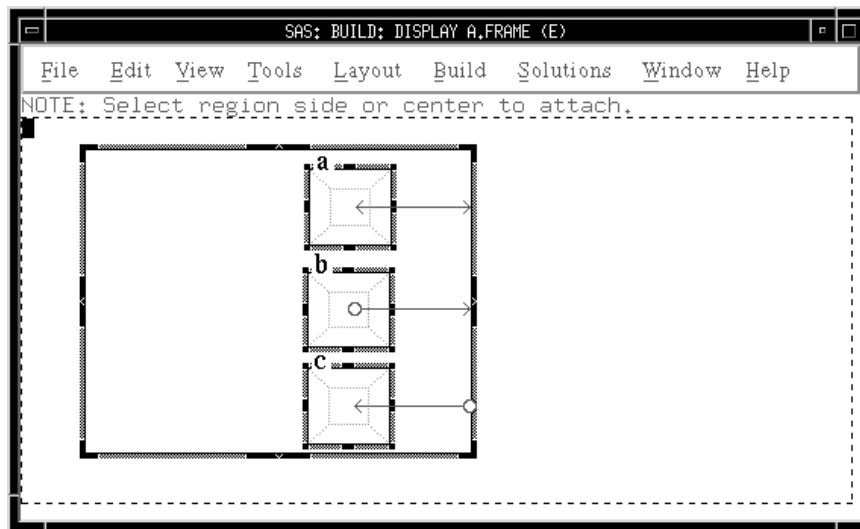 SAS: BUILD: DISPLAY A.FRAME (E)
File Edit View Tools Layout Build Solutions Window Help
NOTE: Select region side or center to attach.
a
b
c